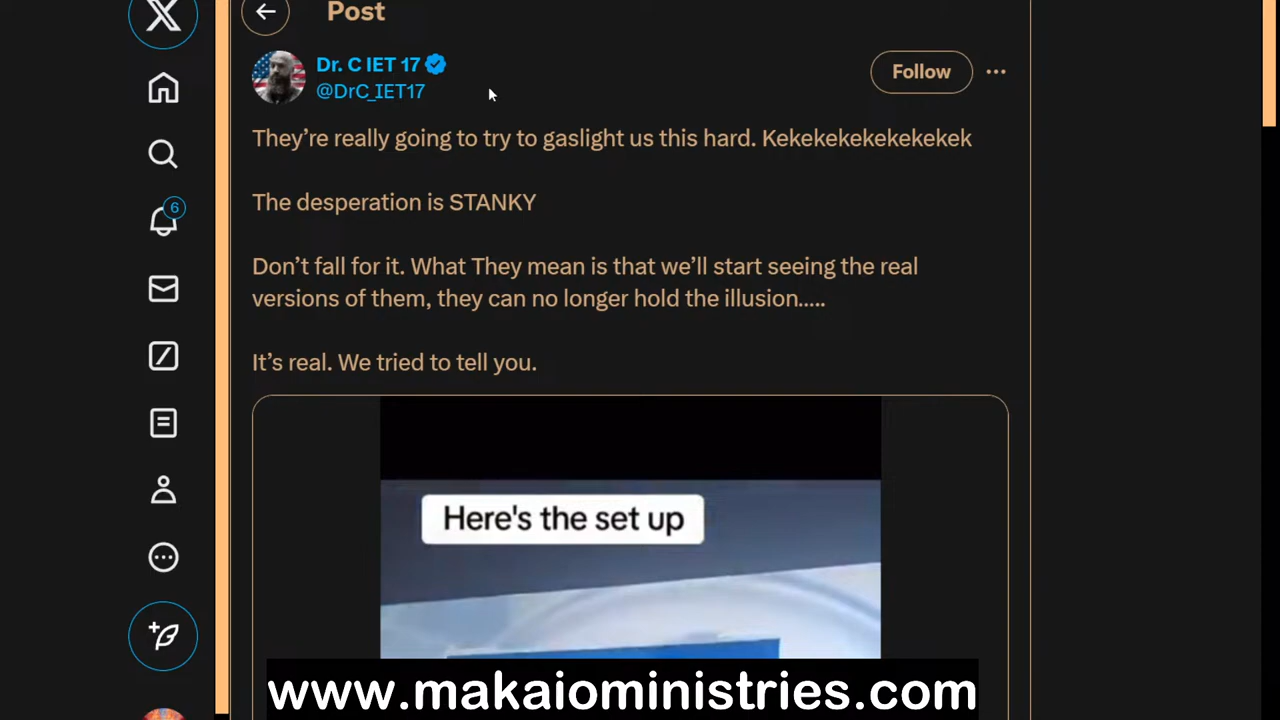 Post
Dr. C IET 17
@DrC_IET17
Follow
6
They’re really going to try to gaslight us this hard. Kekekekekekekekek
The desperation is STANKY
Don’t fall for it. What They mean is that we’ll start seeing the real
versions of them, they can no longer hold the illusion.....
It’s real. We tried to tell you.
Here's the set up
www.makaiominstries.com